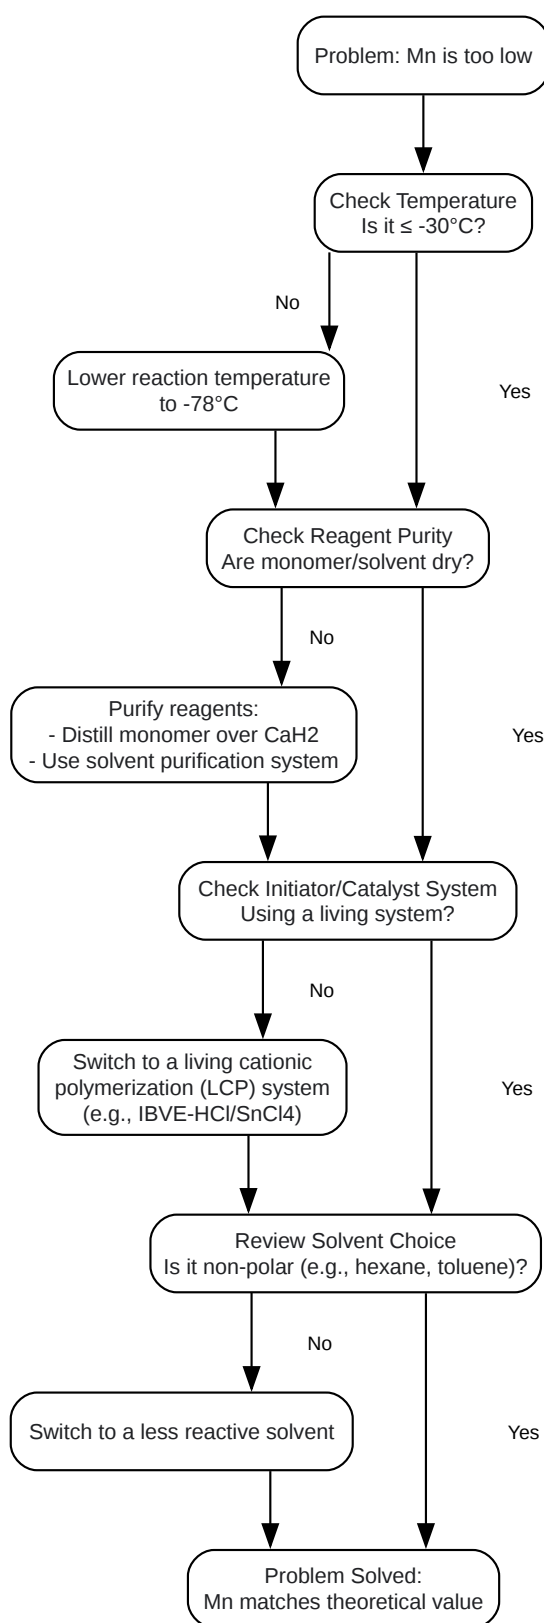 Problem: Mn is too low
Check Temperature
Is it ≤ -30°C?
No
Lower reaction temperature
to -78°C
Yes
Check Reagent Purity
Are monomer/solvent dry?
No
Purify reagents:
- Distill monomer over CaH2
- Use solvent purification system
Yes
Check Initiator/Catalyst System
Using a living system?
No
Switch to a living cationic
polymerization (LCP) system
(e.g., IBVE-HCl/SnCl4)
Yes
Review Solvent Choice
Is it non-polar (e.g., hexane, toluene)?
No
Switch to a less reactive solvent
Yes
Problem Solved:
Mn matches theoretical value